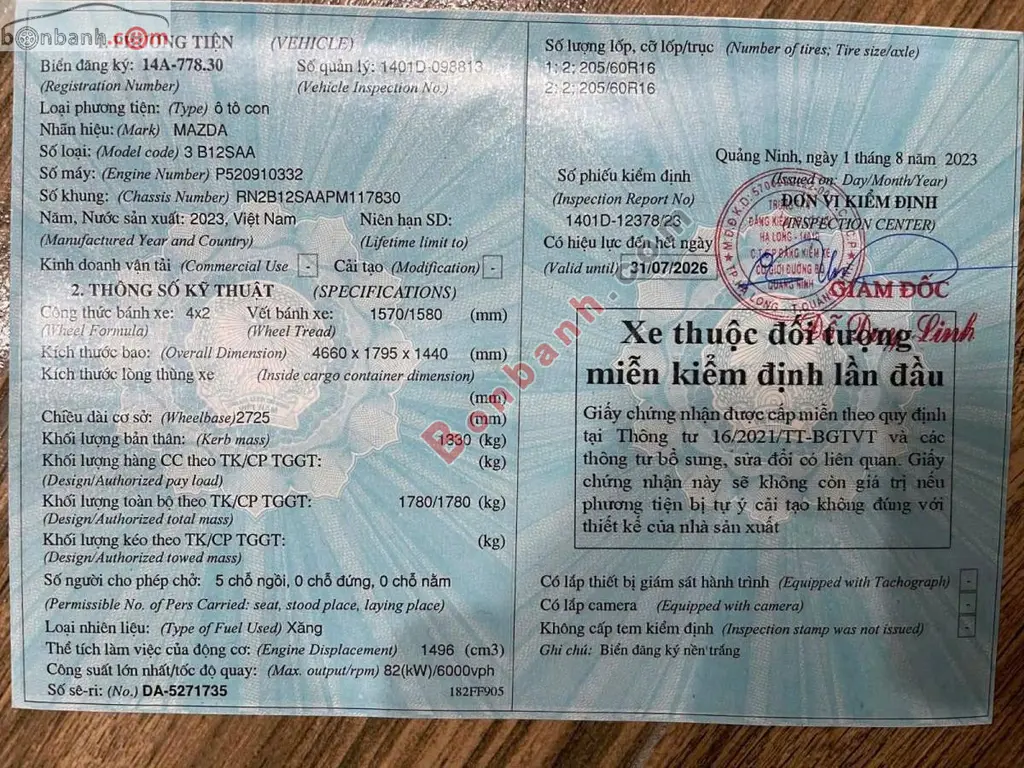 bonbanh.com
PHƯƠNG TIỆN (VEHICLE)
Biển đăng ký: 14A-778.30 Số quản lý: 1401D-098813
(Registration Number) (Vehicle Inspection No.)
Loại phương tiện: (Type) ô tô con
Nhãn hiệu: (Mark) MAZDA
Số loại: (Model code) 3 B12SAA
Số máy: (Engine Number) P520910332
Số khung: (Chassis Number) RN2B12SAAPM117830
Năm, Nước sản xuất: 2023, Việt Nam Niên hạn SD:
(Manufactured Year and Country) (Lifetime limit to)
Kinh doanh vận tải (Commercial Use - Cải tạo (Modification) -
2. THÔNG SỐ KỸ THUẬT (SPECIFICATIONS)
Công thức bánh xe: 4x2 Vết bánh xe: 1570/1580 (mm)
(Wheel Formula) (Wheel Tread)
Kích thước bao: (Overall Dimension) 4660 x 1795 x 1440 (mm)
Kích thước lòng thùng xe (Inside cargo container dimension)
(mm)
Chiều dài cơ sở: (Wheelbase)2725 (mm)
Khối lượng bản thân: (Kerb mass) 1330 (kg)
Khối lượng hàng CC theo TK/CP TGGT: (kg)
(Design/Authorized pay load)
Khối lượng toàn bộ theo TK/CP TGGT: 1780/1780 (kg)
(Design/Authorized total mass)
Khối lượng kéo theo TK/CP TGGT: (kg)
(Design/Authorized towed mass)
Số người cho phép chở: 5 chỗ ngồi, 0 chỗ đứng, 0 chỗ nằm
(Permissible No. of Pers Carried: seat, stood place, laying place)
Loại nhiên liệu: (Type of Fuel Used) Xăng
Thể tích làm việc của động cơ: (Engine Displacement) 1496 (cm3)
Công suất lớn nhất/tốc độ quay: (Max. output/rpm) 82(kW)/6000vph
Số sê-ri: (No.) DA-5271735 182FF905
Số lượng lốp, cỡ lốp/trục (Number of tires; Tire size/axle)
1: 2; 205/60R16
2: 2; 205/60R16
Quảng Ninh, ngày 1 tháng 8 năm 2023
Số phiếu kiểm định (Issued on: Day/Month/Year)
(Inspection Report No) ĐƠN VỊ KIỂM ĐỊNH
1401D-12378/23 (INSPECTION CENTER)
Có hiệu lực đến hết ngày
(Valid until) 31/07/2026
GIÁM ĐỐC
Xe thuộc đối tượng
miễn kiểm định lần đầu
Giấy chứng nhận được cấp miễn theo quy định
tại Thông tư 16/2021/TT-BGTVT và các
thông tư bổ sung, sửa đổi có liên quan. Giấy
chứng nhận này sẽ không còn giá trị nếu
phương tiện bị tự ý cải tạo không đúng với
thiết kế của nhà sản xuất
Có lắp thiết bị giám sát hành trình (Equipped with Tachograph) -
Có lắp camera (Equipped with camera) -
Không cấp tem kiểm định (Inspection stamp was not issued) -
Ghi chú: Biển đăng ký nền trắng
Bonbanh.com